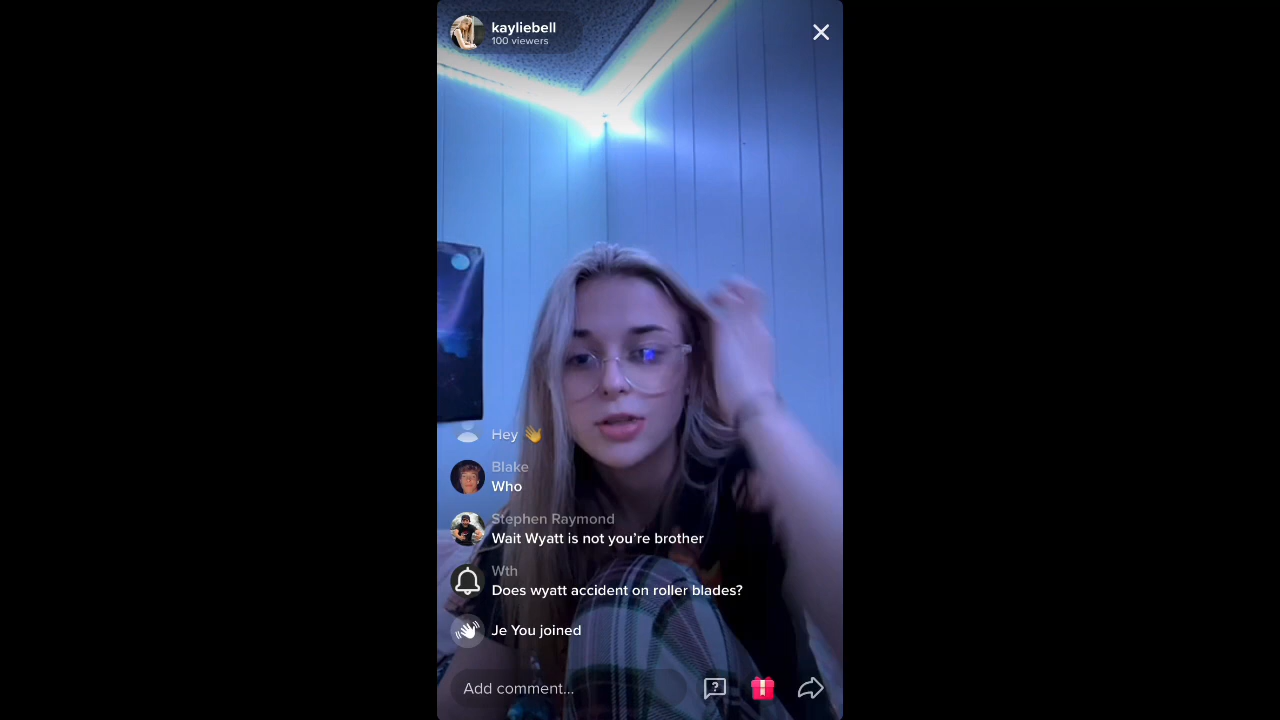 kayliebell
100 viewers
Hey 👋
Blake
Who
Stephen Raymond
Wait Wyatt is not you’re brother
Wth
Does wyatt accident on roller blades?
Je You joined
Add comment...
?